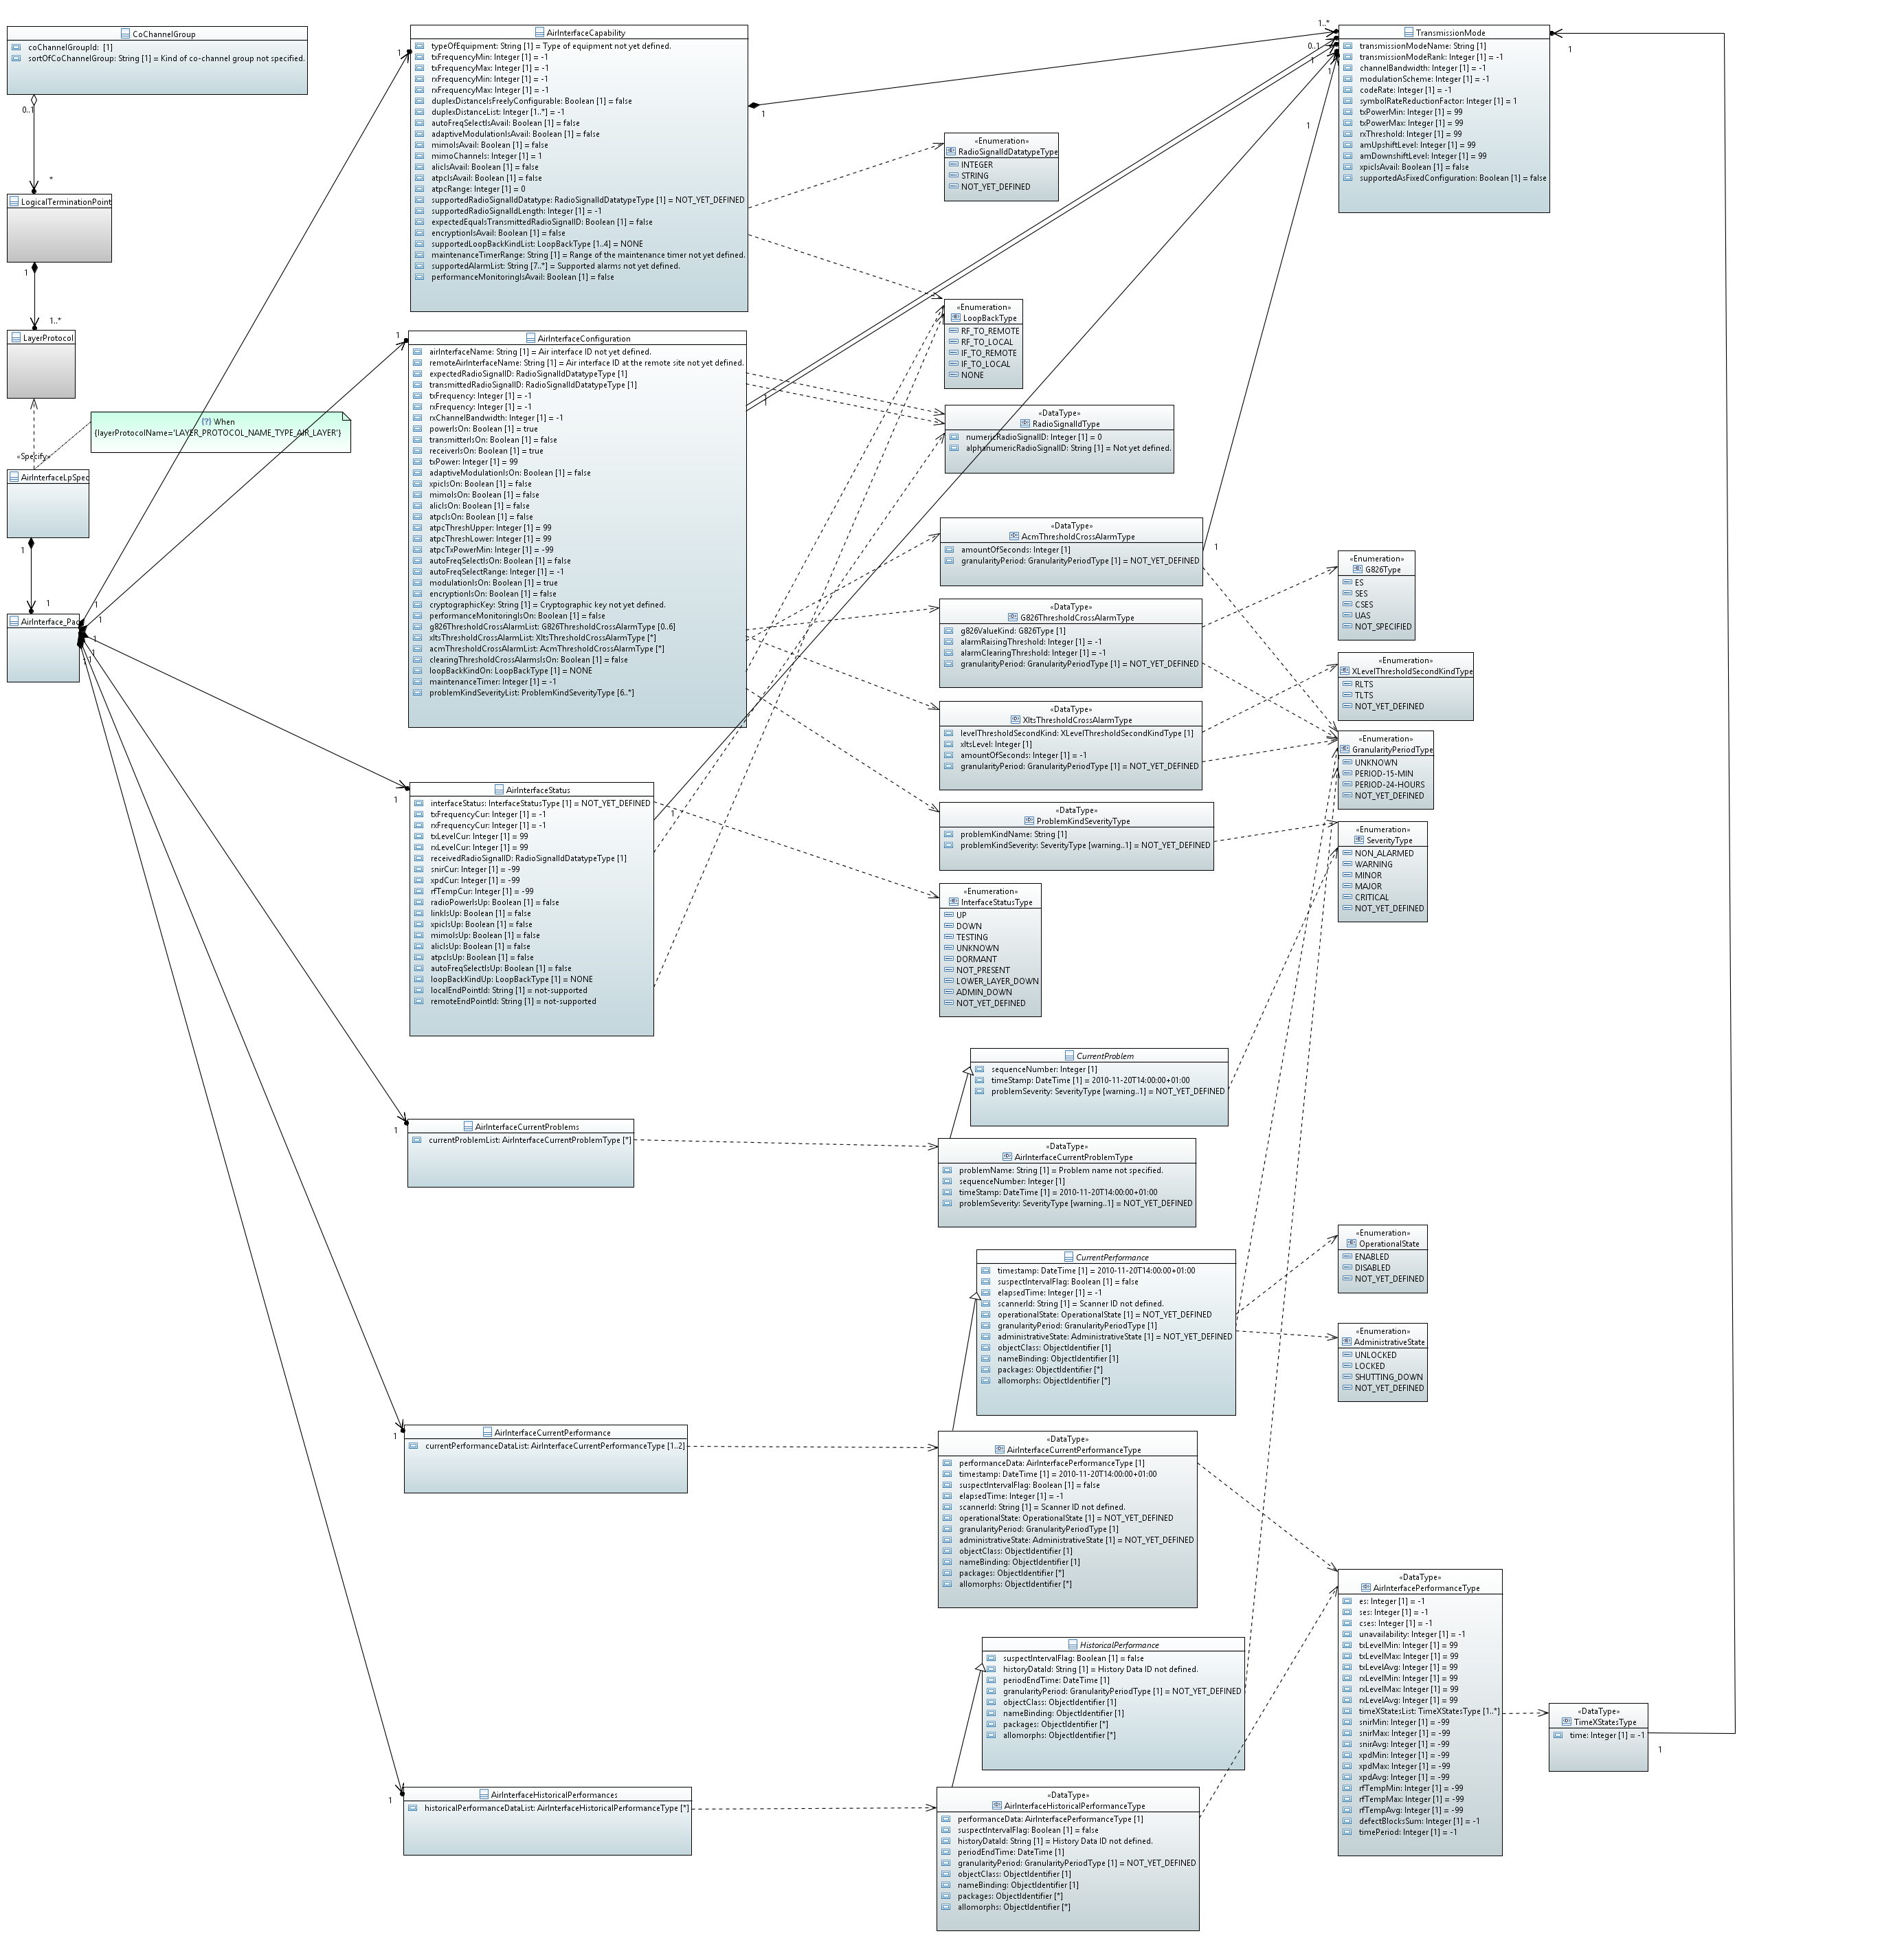 CoChannelGroup
coChannelGroupId:  [1]
sortOfCoChannelGroup: String [1] = Kind of co-channel group not specified.
0..1
*
LogicalTerminationPoint
1
1..*
LayerProtocol
{?} When
{layerProtocolName='LAYER_PROTOCOL_NAME_TYPE_AIR_LAYER'}
«Specify»
AirInterfaceLpSpec
1
1
AirInterface_Pac
1
1
1
1
1
AirInterfaceCapability
typeOfEquipment: String [1] = Type of equipment not yet defined.
txFrequencyMin: Integer [1] = -1
txFrequencyMax: Integer [1] = -1
rxFrequencyMin: Integer [1] = -1
rxFrequencyMax: Integer [1] = -1
duplexDistanceIsFreelyConfigurable: Boolean [1] = false
duplexDistanceList: Integer [1..*] = -1
autoFreqSelectIsAvail: Boolean [1] = false
adaptiveModulationIsAvail: Boolean [1] = false
mimoIsAvail: Boolean [1] = false
mimoChannels: Integer [1] = 1
alicIsAvail: Boolean [1] = false
atpcIsAvail: Boolean [1] = false
atpcRange: Integer [1] = 0
supportedRadioSignalIdDatatype: RadioSignalIdDatatypeType [1] = NOT_YET_DEFINED
supportedRadioSignalIdLength: Integer [1] = -1
expectedEqualsTransmittedRadioSignalID: Boolean [1] = false
encryptionIsAvail: Boolean [1] = false
supportedLoopBackKindList: LoopBackType [1..4] = NONE
maintenanceTimerRange: String [1] = Range of the maintenance timer not yet defined.
supportedAlarmList: String [7..*] = Supported alarms not yet defined.
performanceMonitoringIsAvail: Boolean [1] = false
1
1
AirInterfaceConfiguration
airInterfaceName: String [1] = Air interface ID not yet defined.
remoteAirInterfaceName: String [1] = Air interface ID at the remote site not yet defined.
expectedRadioSignalID: RadioSignalIdDatatypeType [1]
transmittedRadioSignalID: RadioSignalIdDatatypeType [1]
txFrequency: Integer [1] = -1
rxFrequency: Integer [1] = -1
rxChannelBandwidth: Integer [1] = -1
powerIsOn: Boolean [1] = true
transmitterIsOn: Boolean [1] = false
receiverIsOn: Boolean [1] = true
txPower: Integer [1] = 99
adaptiveModulationIsOn: Boolean [1] = false
xpicIsOn: Boolean [1] = false
mimoIsOn: Boolean [1] = false
alicIsOn: Boolean [1] = false
atpcIsOn: Boolean [1] = false
atpcThreshUpper: Integer [1] = 99
atpcThreshLower: Integer [1] = 99
atpcTxPowerMin: Integer [1] = -99
autoFreqSelectIsOn: Boolean [1] = false
autoFreqSelectRange: Integer [1] = -1
modulationIsOn: Boolean [1] = true
encryptionIsOn: Boolean [1] = false
cryptographicKey: String [1] = Cryptographic key not yet defined.
performanceMonitoringIsOn: Boolean [1] = false
g826ThresholdCrossAlarmList: G826ThresholdCrossAlarmType [0..6]
xltsThresholdCrossAlarmList: XltsThresholdCrossAlarmType [*]
acmThresholdCrossAlarmList: AcmThresholdCrossAlarmType [*]
clearingThresholdCrossAlarmsIsOn: Boolean [1] = false
loopBackKindOn: LoopBackType [1] = NONE
maintenanceTimer: Integer [1] = -1
problemKindSeverityList: ProblemKindSeverityType [6..*]
1
1
AirInterfaceStatus
interfaceStatus: InterfaceStatusType [1] = NOT_YET_DEFINED
txFrequencyCur: Integer [1] = -1
rxFrequencyCur: Integer [1] = -1
txLevelCur: Integer [1] = 99
rxLevelCur: Integer [1] = 99
receivedRadioSignalID: RadioSignalIdDatatypeType [1]
snirCur: Integer [1] = -99
xpdCur: Integer [1] = -99
rfTempCur: Integer [1] = -99
radioPowerIsUp: Boolean [1] = false
linkIsUp: Boolean [1] = false
xpicIsUp: Boolean [1] = false
mimoIsUp: Boolean [1] = false
alicIsUp: Boolean [1] = false
atpcIsUp: Boolean [1] = false
autoFreqSelectIsUp: Boolean [1] = false
loopBackKindUp: LoopBackType [1] = NONE
localEndPointId: String [1] = not-supported
remoteEndPointId: String [1] = not-supported
1
1
AirInterfaceCurrentProblems
currentProblemList: AirInterfaceCurrentProblemType [*]
1
AirInterfaceCurrentPerformance
currentPerformanceDataList: AirInterfaceCurrentPerformanceType [1..2]
1
AirInterfaceHistoricalPerformances
historicalPerformanceDataList: AirInterfaceHistoricalPerformanceType [*]
1
«Enumeration»
RadioSignalIdDatatypeType
INTEGER
STRING
NOT_YET_DEFINED
«Enumeration»
LoopBackType
RF_TO_REMOTE
RF_TO_LOCAL
IF_TO_REMOTE
IF_TO_LOCAL
NONE
«DataType»
RadioSignalIdType
numericRadioSignalID: Integer [1] = 0
alphanumericRadioSignalID: String [1] = Not yet defined.
«DataType»
AcmThresholdCrossAlarmType
amountOfSeconds: Integer [1]
granularityPeriod: GranularityPeriodType [1] = NOT_YET_DEFINED
1
«DataType»
G826ThresholdCrossAlarmType
g826ValueKind: G826Type [1]
alarmRaisingThreshold: Integer [1] = -1
alarmClearingThreshold: Integer [1] = -1
granularityPeriod: GranularityPeriodType [1] = NOT_YET_DEFINED
«DataType»
XltsThresholdCrossAlarmType
levelThresholdSecondKind: XLevelThresholdSecondKindType [1]
xltsLevel: Integer [1]
amountOfSeconds: Integer [1] = -1
granularityPeriod: GranularityPeriodType [1] = NOT_YET_DEFINED
«DataType»
ProblemKindSeverityType
problemKindName: String [1]
problemKindSeverity: SeverityType [warning..1] = NOT_YET_DEFINED
«Enumeration»
InterfaceStatusType
UP
DOWN
TESTING
UNKNOWN
DORMANT
NOT_PRESENT
LOWER_LAYER_DOWN
ADMIN_DOWN
NOT_YET_DEFINED
CurrentProblem
sequenceNumber: Integer [1]
timeStamp: DateTime [1] = 2010-11-20T14:00:00+01:00
problemSeverity: SeverityType [warning..1] = NOT_YET_DEFINED
«DataType»
AirInterfaceCurrentProblemType
problemName: String [1] = Problem name not specified.
sequenceNumber: Integer [1]
timeStamp: DateTime [1] = 2010-11-20T14:00:00+01:00
problemSeverity: SeverityType [warning..1] = NOT_YET_DEFINED
CurrentPerformance
timestamp: DateTime [1] = 2010-11-20T14:00:00+01:00
suspectIntervalFlag: Boolean [1] = false
elapsedTime: Integer [1] = -1
scannerId: String [1] = Scanner ID not defined.
operationalState: OperationalState [1] = NOT_YET_DEFINED
granularityPeriod: GranularityPeriodType [1]
administrativeState: AdministrativeState [1] = NOT_YET_DEFINED
objectClass: ObjectIdentifier [1]
nameBinding: ObjectIdentifier [1]
packages: ObjectIdentifier [*]
allomorphs: ObjectIdentifier [*]
«DataType»
AirInterfaceCurrentPerformanceType
performanceData: AirInterfacePerformanceType [1]
timestamp: DateTime [1] = 2010-11-20T14:00:00+01:00
suspectIntervalFlag: Boolean [1] = false
elapsedTime: Integer [1] = -1
scannerId: String [1] = Scanner ID not defined.
operationalState: OperationalState [1] = NOT_YET_DEFINED
granularityPeriod: GranularityPeriodType [1]
administrativeState: AdministrativeState [1] = NOT_YET_DEFINED
objectClass: ObjectIdentifier [1]
nameBinding: ObjectIdentifier [1]
packages: ObjectIdentifier [*]
allomorphs: ObjectIdentifier [*]
HistoricalPerformance
suspectIntervalFlag: Boolean [1] = false
historyDataId: String [1] = History Data ID not defined.
periodEndTime: DateTime [1]
granularityPeriod: GranularityPeriodType [1] = NOT_YET_DEFINED
objectClass: ObjectIdentifier [1]
nameBinding: ObjectIdentifier [1]
packages: ObjectIdentifier [*]
allomorphs: ObjectIdentifier [*]
«DataType»
AirInterfaceHistoricalPerformanceType
performanceData: AirInterfacePerformanceType [1]
suspectIntervalFlag: Boolean [1] = false
historyDataId: String [1] = History Data ID not defined.
periodEndTime: DateTime [1]
granularityPeriod: GranularityPeriodType [1] = NOT_YET_DEFINED
objectClass: ObjectIdentifier [1]
nameBinding: ObjectIdentifier [1]
packages: ObjectIdentifier [*]
allomorphs: ObjectIdentifier [*]
1..*
0..1
1
1
1
1
TransmissionMode
transmissionModeName: String [1]
transmissionModeRank: Integer [1] = -1
channelBandwidth: Integer [1] = -1
modulationScheme: Integer [1] = -1
codeRate: Integer [1] = -1
symbolRateReductionFactor: Integer [1] = 1
txPowerMin: Integer [1] = 99
txPowerMax: Integer [1] = 99
rxThreshold: Integer [1] = 99
amUpshiftLevel: Integer [1] = 99
amDownshiftLevel: Integer [1] = 99
xpicIsAvail: Boolean [1] = false
supportedAsFixedConfiguration: Boolean [1] = false
«Enumeration»
G826Type
ES
SES
CSES
UAS
NOT_SPECIFIED
«Enumeration»
XLevelThresholdSecondKindType
RLTS
TLTS
NOT_YET_DEFINED
«Enumeration»
GranularityPeriodType
UNKNOWN
PERIOD-15-MIN
PERIOD-24-HOURS
NOT_YET_DEFINED
«Enumeration»
SeverityType
NON_ALARMED
WARNING
MINOR
MAJOR
CRITICAL
NOT_YET_DEFINED
«Enumeration»
OperationalState
ENABLED
DISABLED
NOT_YET_DEFINED
«Enumeration»
AdministrativeState
UNLOCKED
LOCKED
SHUTTING_DOWN
NOT_YET_DEFINED
«DataType»
AirInterfacePerformanceType
es: Integer [1] = -1
ses: Integer [1] = -1
cses: Integer [1] = -1
unavailability: Integer [1] = -1
txLevelMin: Integer [1] = 99
txLevelMax: Integer [1] = 99
txLevelAvg: Integer [1] = 99
rxLevelMin: Integer [1] = 99
rxLevelMax: Integer [1] = 99
rxLevelAvg: Integer [1] = 99
timeXStatesList: TimeXStatesType [1..*]
snirMin: Integer [1] = -99
snirMax: Integer [1] = -99
snirAvg: Integer [1] = -99
xpdMin: Integer [1] = -99
xpdMax: Integer [1] = -99
xpdAvg: Integer [1] = -99
rfTempMin: Integer [1] = -99
rfTempMax: Integer [1] = -99
rfTempAvg: Integer [1] = -99
defectBlocksSum: Integer [1] = -1
timePeriod: Integer [1] = -1
«DataType»
TimeXStatesType
time: Integer [1] = -1
1